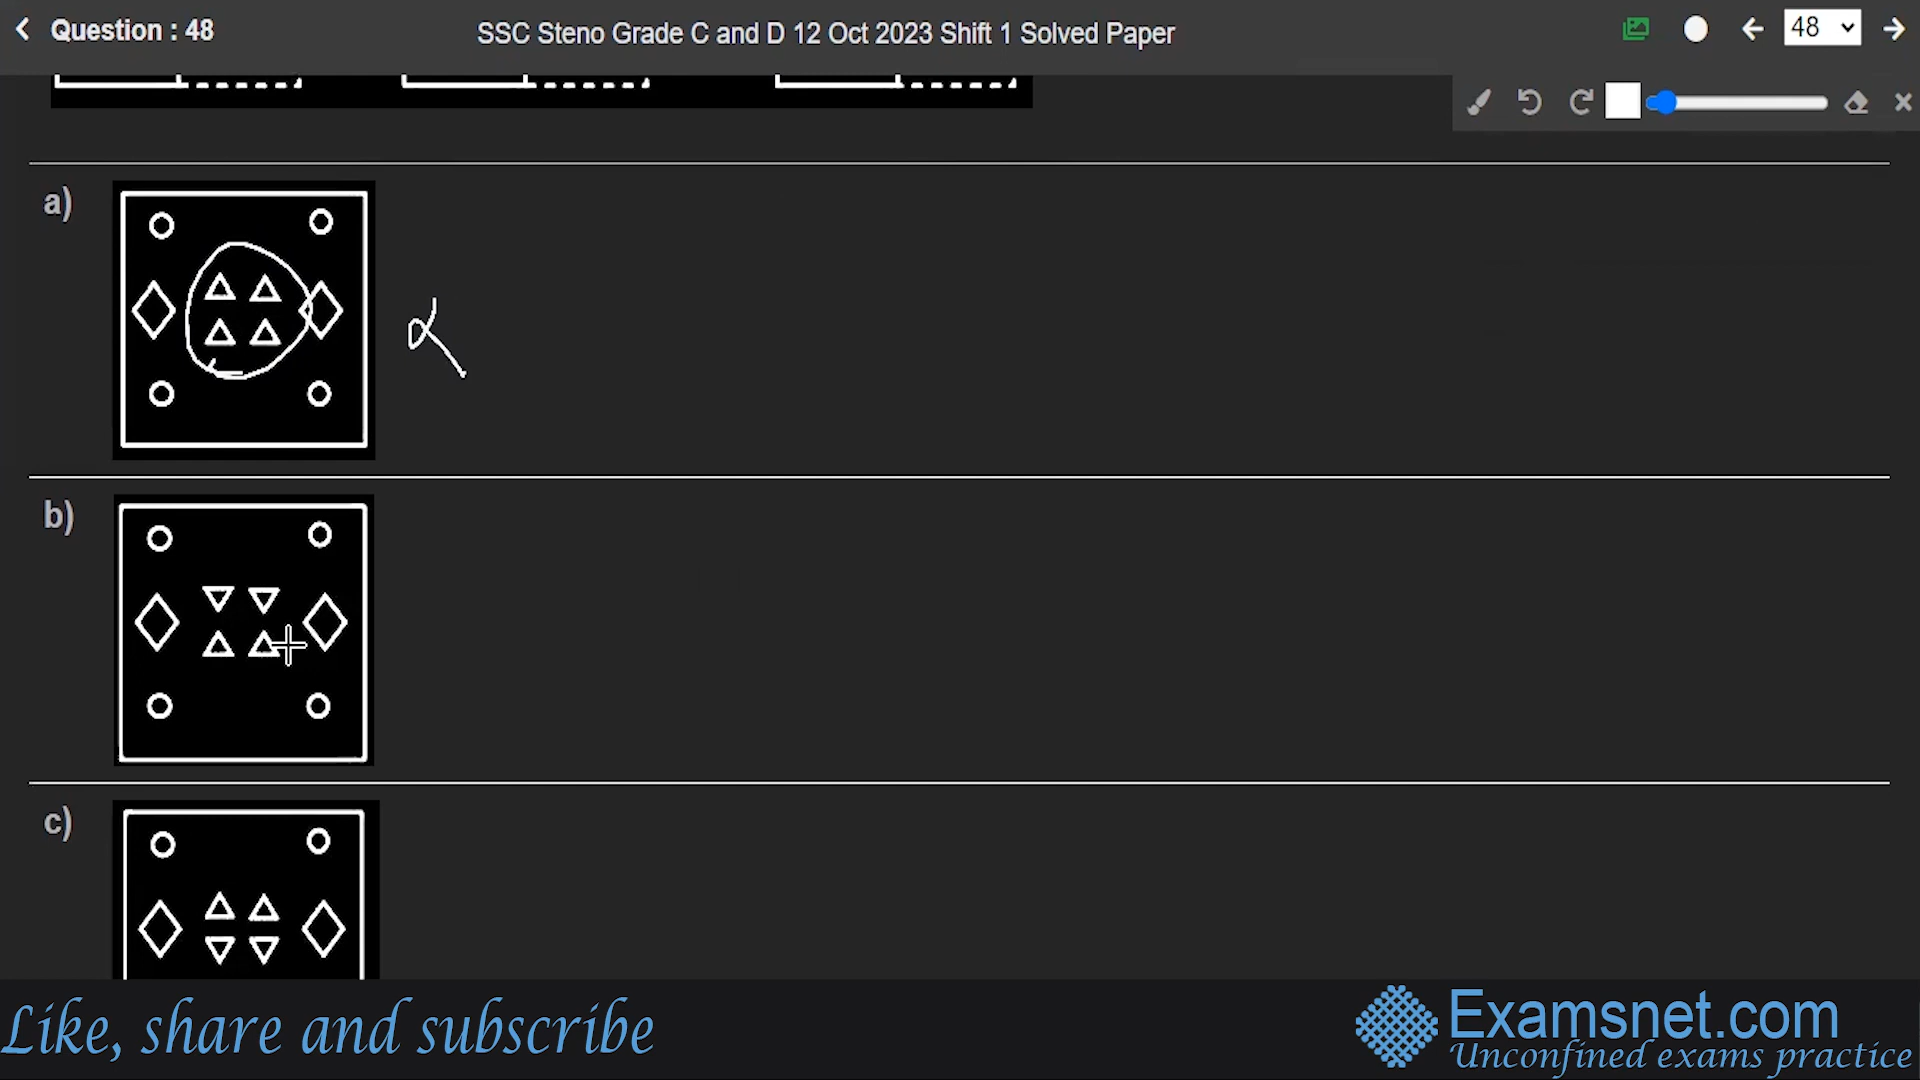 Question : 48
SSC Steno Grade C and D 12 Oct 2023 Shift 1 Solved Paper
48
a)
b)
c)
Like, share and subscribe
Examsnet.com
Unconfined exams practice